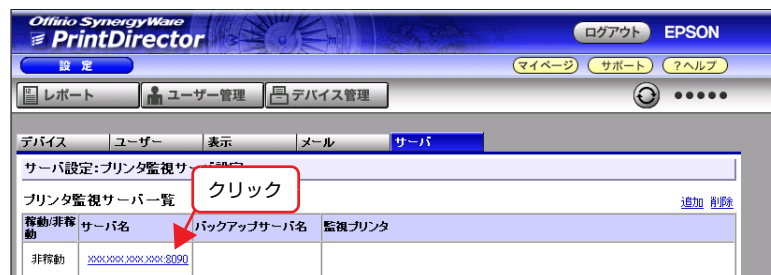 Offirio SynergyWare
PrintDirector
ログアウト EPSON
設 定
マイページ サポート ?ヘルプ
レポート ユーザー管理 デバイス管理
デバイス ユーザー 表示 メール サーバ
サーバ設定:プリンタ監視サーバ設定
クリック
プリンタ監視サーバ一覧 追加 削除
稼動/非稼動 サーバ名 バックアップサーバ名 監視プリンタ
非稼動 xxx.xxx.xxx.xxx:8090